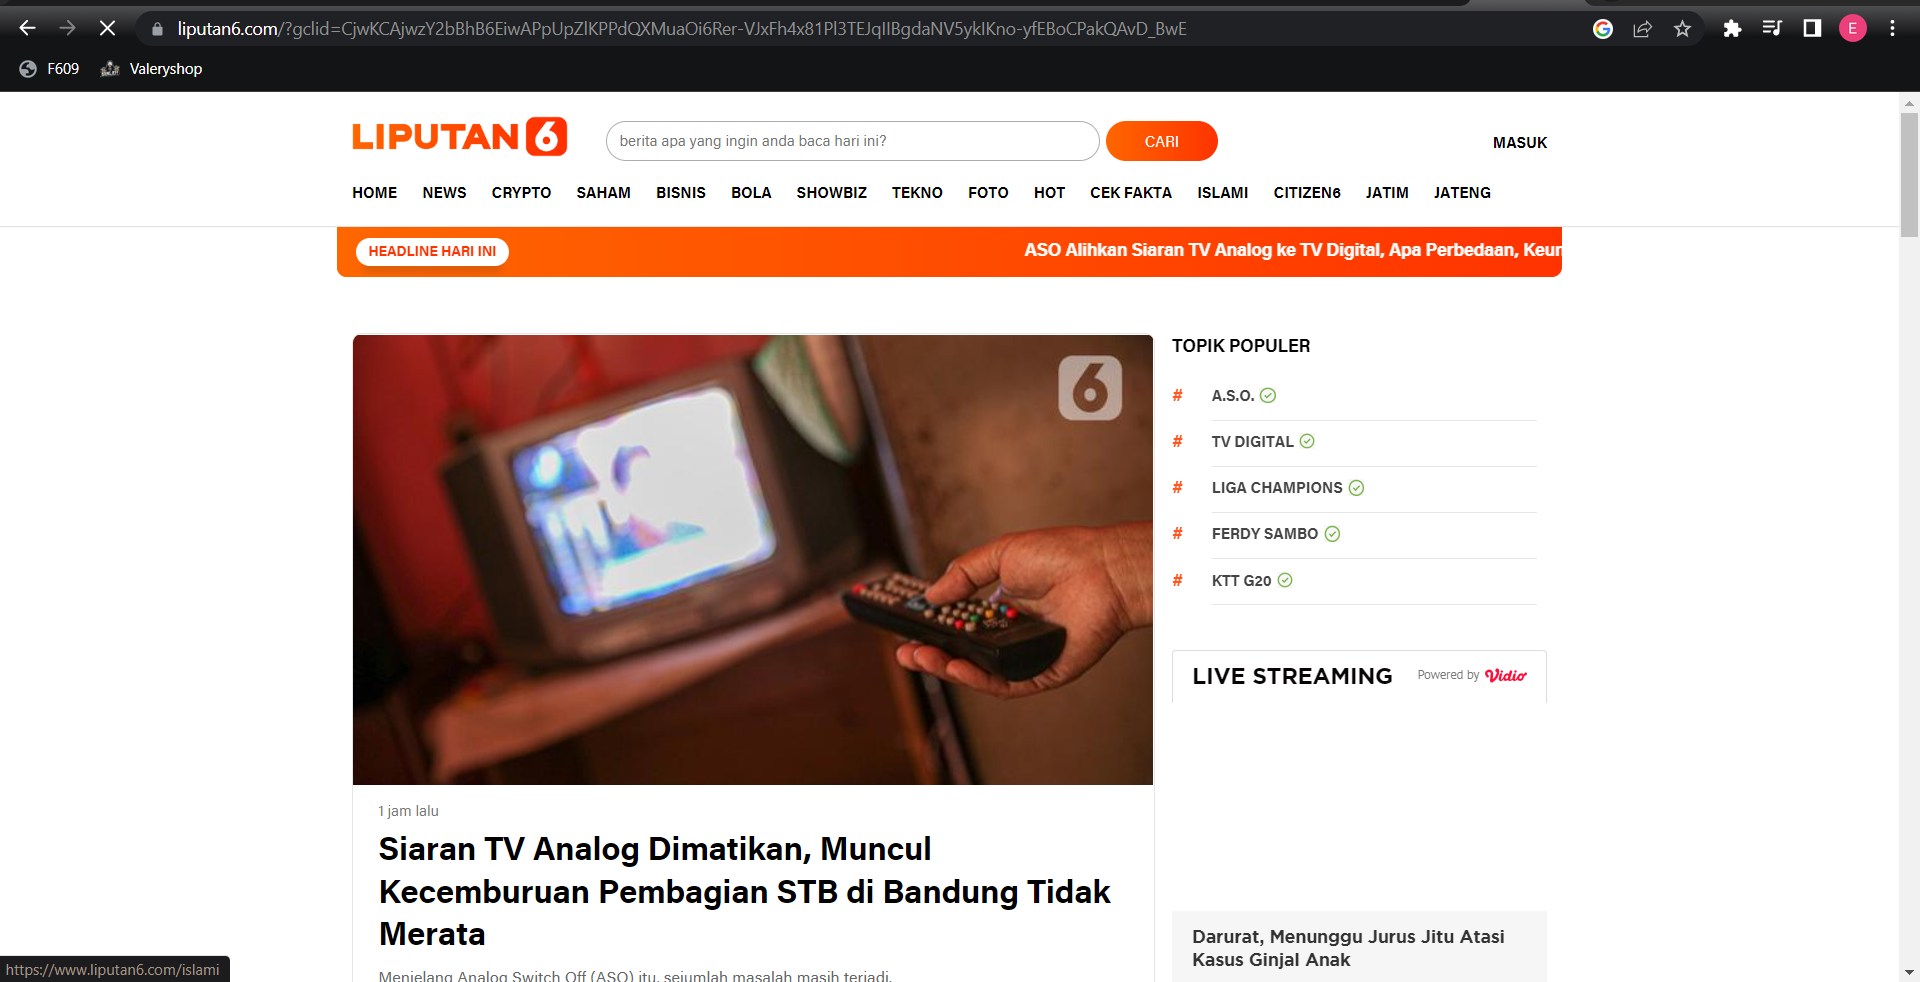 liputan6.com/?gclid=CjwKCAjwzY2bBhB6EiwAPpUpZlKPPdQXMuaOi6Rer-VJxFh4x81Pl3TEJqIIBgdaNV5ykIKno-yfEBoCPakQAvD_BwE
E
F609
Valeryshop
LIPUTAN 6
berita apa yang ingin anda baca hari ini?
CARI
MASUK
HOME NEWS CRYPTO SAHAM BISNIS BOLA SHOWBIZ TEKNO FOTO HOT CEK FAKTA ISLAMI CITIZEN6 JATIM JATENG
HEADLINE HARI INI
ASO Alihkan Siaran TV Analog ke TV Digital, Apa Perbedaan, Keun
6
1 jam lalu
Siaran TV Analog Dimatikan, Muncul
Kecemburuan Pembagian STB di Bandung Tidak
Merata
Menjelang Analog Switch Off (ASO) itu, sejumlah masalah masih terjadi.
TOPIK POPULER
# A.S.O.
# TV DIGITAL
# LIGA CHAMPIONS
# FERDY SAMBO
# KTT G20
LIVE STREAMING
Powered by Vidio
Darurat, Menunggu Jurus Jitu Atasi
Kasus Ginjal Anak
https://www.liputan6.com/islami